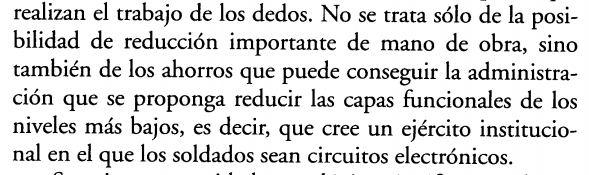 realizan el trabajo de los dedos. No se trata sólo de la posi-
bilidad de reducción importante de mano de obra, sino
también de los ahorros que puede conseguir la administra-
ción que se proponga reducir las capas funcionales de los
niveles más bajos, es decir, que cree un ejército institucio-
nal en el que los soldados sean circuitos electrónicos.